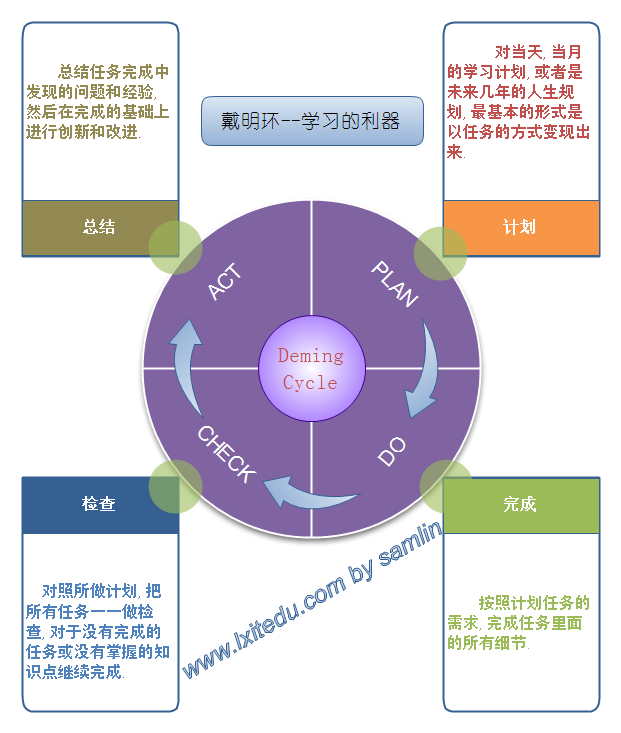 总结任务完成中
发现的问题和经验,
然后在完成的基础上
进行创新和改进.
总结
戴明环--学习的利器
对当天, 当月
的学习计划, 或者是
未来几年的人生规
划, 最基本的形式是
以任务的方式变现出
来.
计划
ACT
PLAN
Deming
Cycle
CHECK
DO
检查
对照所做计划, 把
所有任务一一做检
查, 对于没有完成的
任务或没有掌握的知
识点继续完成.
完成
按照计划任务的
需求, 完成任务里面
的所有细节.
www.lxitedu.com by samlin